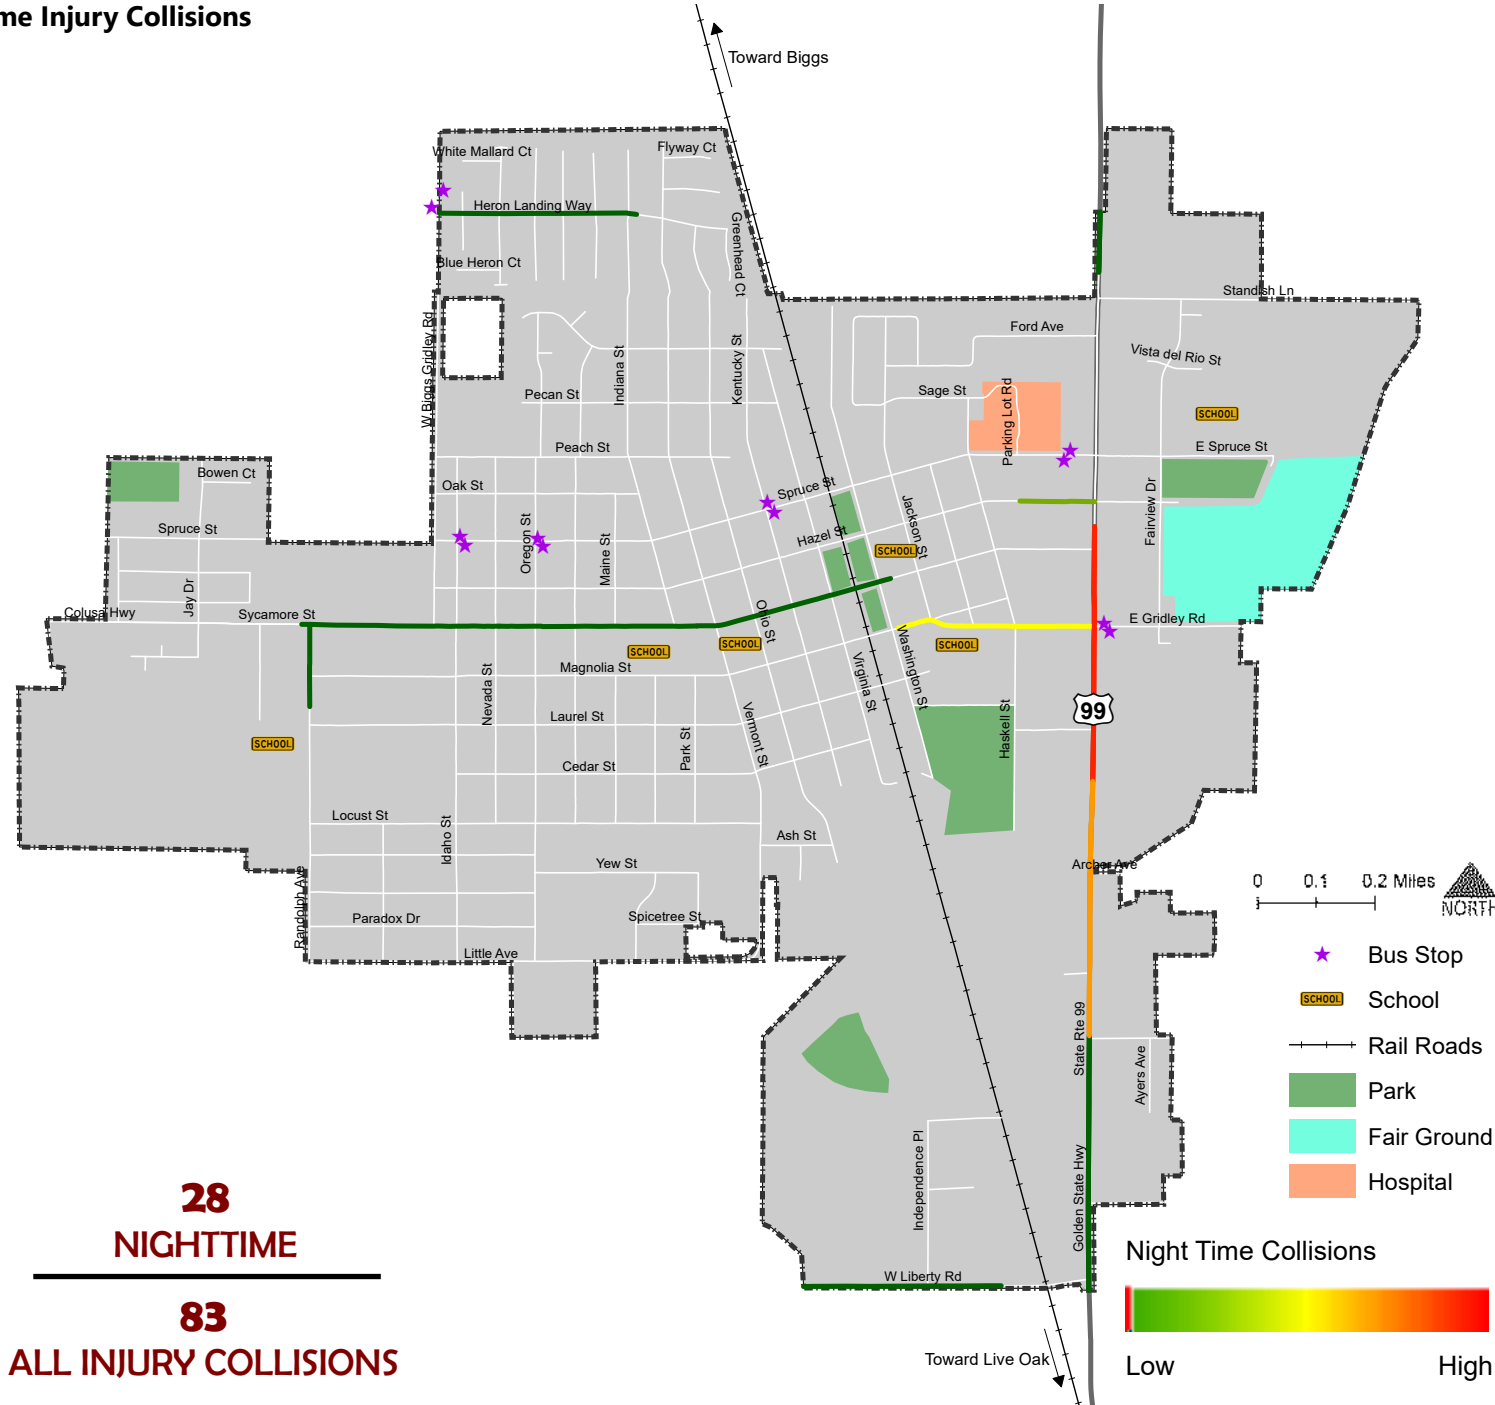 me Injury Collisions
Toward Biggs
White Mallard Ct
Flyway Ct
Heron Landing Way
Greenhead Ct
Blue Heron Ct
Standish Ln
W Biggs Gridley Rd
Indiana St
Kentucky St
Ford Ave
Vista del Rio St
Pecan St
Sage St
Parking Lot Rd
SCHOOL
Peach St
E Spruce St
Bowen Ct
Oak St
Spruce St
Jackson St
Fairview Dr
Spruce St
Oregon St
Maine St
Hazel St
SCHOOL
Jay Dr
Colusa Hwy
Sycamore St
Ohio St
E Gridley Rd
SCHOOL
SCHOOL
SCHOOL
Magnolia St
Nevada St
Virginia St
Washington St
99
Laurel St
Park St
Vermont St
Haskell St
SCHOOL
Cedar St
Locust St
Idaho St
Ash St
Yew St
Archer Ave
Randolph Ave
Paradox Dr
Spicetree St
Little Ave
0 0.1 0.2 Miles
NORTH
Bus Stop
SCHOOL School
Rail Roads
Park
Fair Ground
Hospital
State Rte 99
Ayers Ave
Independence Pl
Golden State Hwy
W Liberty Rd
Toward Live Oak
28
NIGHTTIME
83
ALL INJURY COLLISIONS
Night Time Collisions
Low High